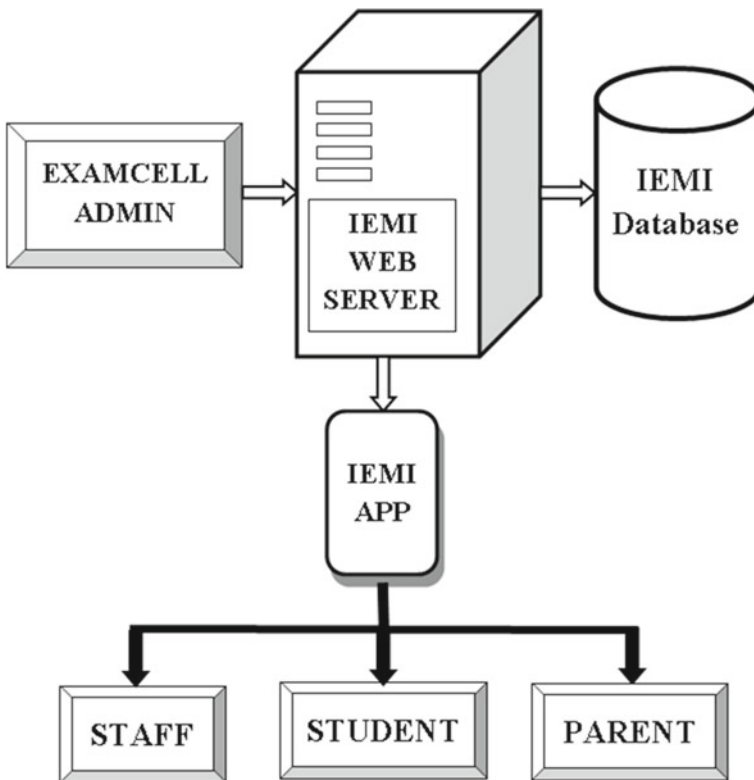 EXAMCELL
ADMIN
IEMI
WEB
SERVER
IEMI
Database
IEMI
APP
STAFF
STUDENT
PARENT